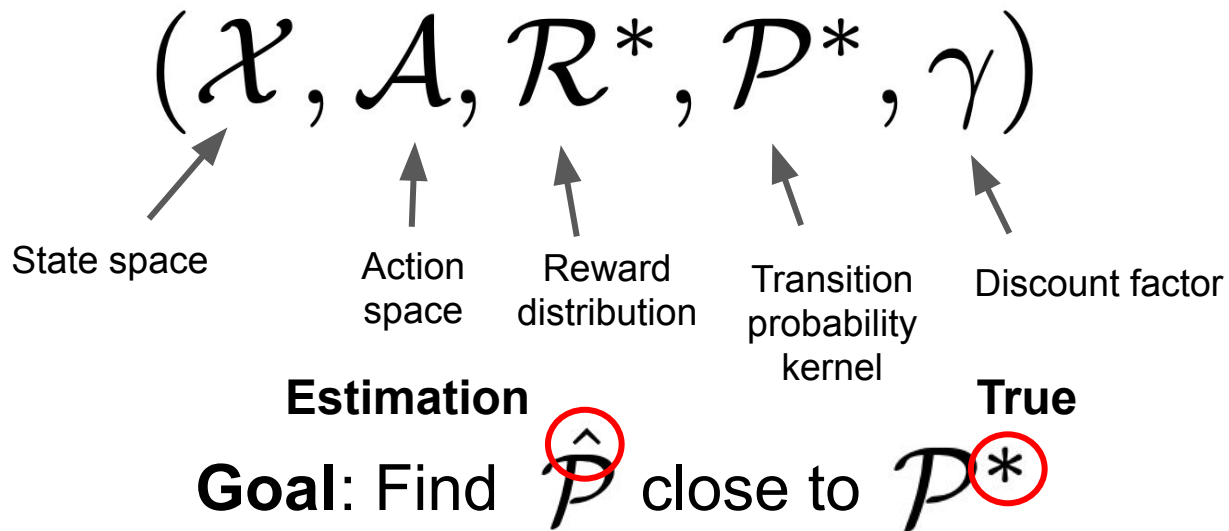 (𝒳, 𝒜, ℛ*, 𝒫*, γ)
State space
Action
space
Reward
distribution
Transition
probability
kernel
Discount factor
Estimation
True
Goal: Find 𝒫̂ close to 𝒫*